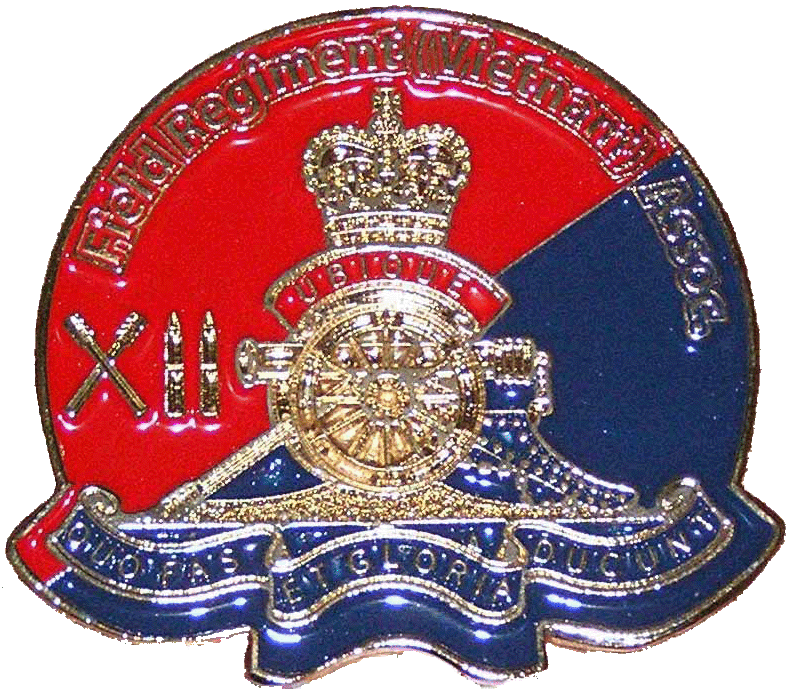 Field Regiment (Vietnam) Assoc.
UBIQUE
XII
QUO FAS ET GLORIA DUCUNT